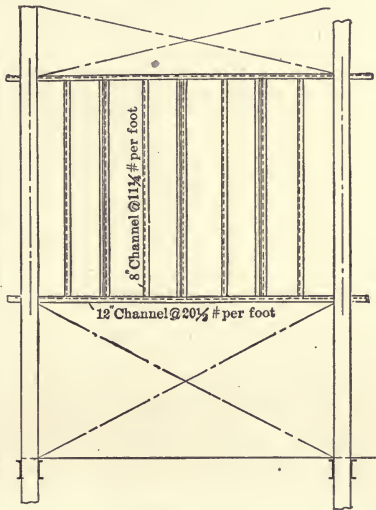 8" Channel @ 11¼ # per foot
12" Channel @ 20½ # per foot